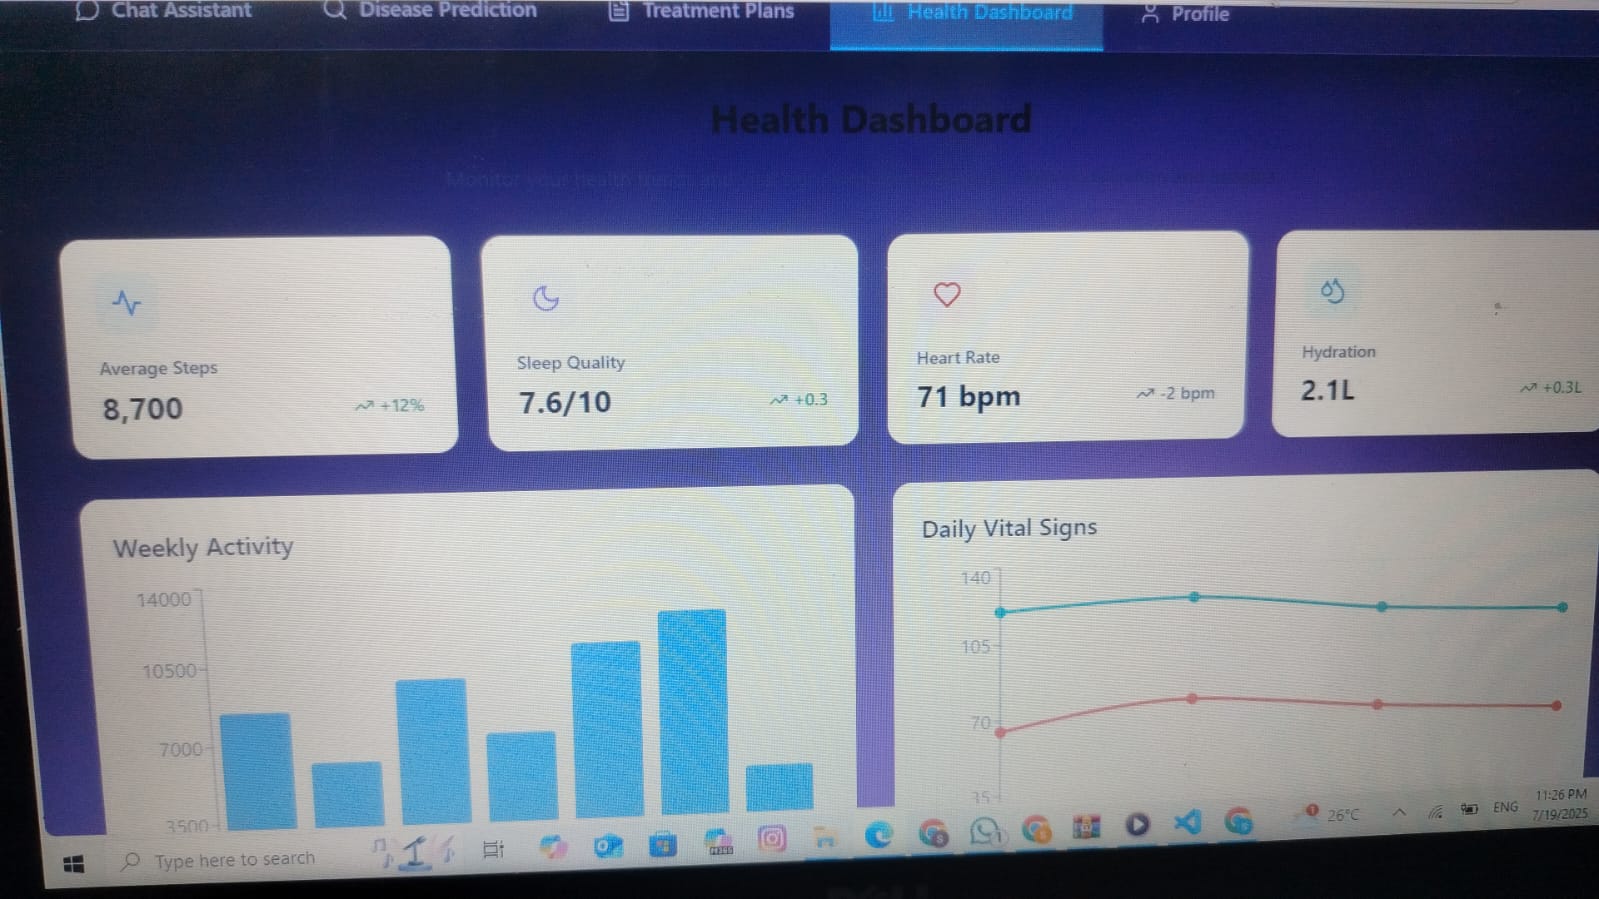 Chat Assistant
Disease Prediction
Treatment Plans
Health Dashboard
Profile
Health Dashboard
Monitor your health trends and
Average Steps
8,700
+12%
Sleep Quality
7.6/10
+0.3
Heart Rate
71 bpm
-2 bpm
Hydration
2.1L
+0.3L
Weekly Activity
14000
10500
7000
3500
Daily Vital Signs
140
105
70
35
Type here to search
26°C
ENG
11:26 PM
7/19/2025
DELL